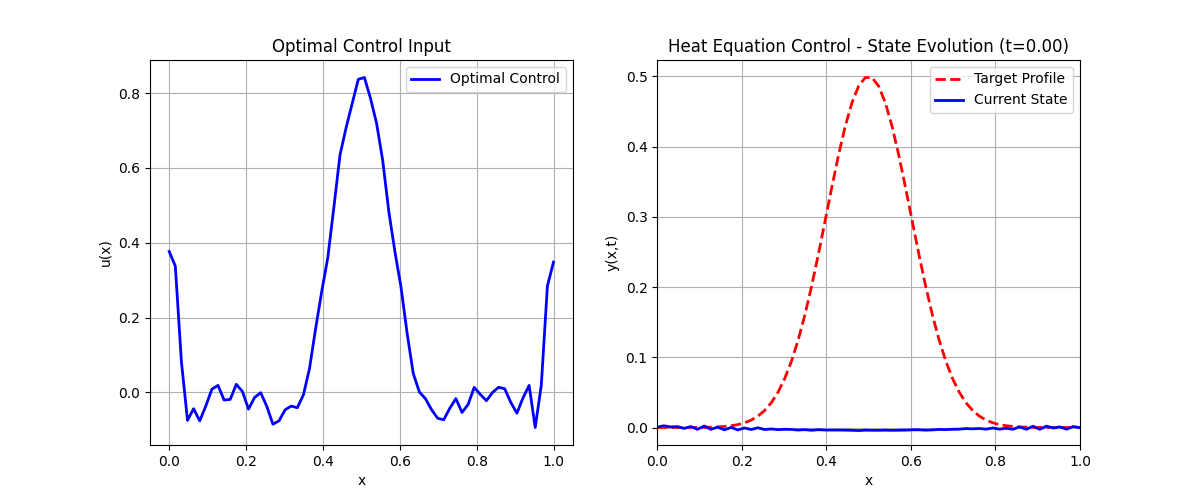 Optimal Control Input
Optimal Control
u(x)
0.8
0.6
0.4
0.2
0.0
0.0 0.2 0.4 0.6 0.8 1.0
x
Heat Equation Control - State Evolution (t=0.00)
Target Profile
Current State
y(x,t)
0.5
0.4
0.3
0.2
0.1
0.0
0.0 0.2 0.4 0.6 0.8 1.0
x